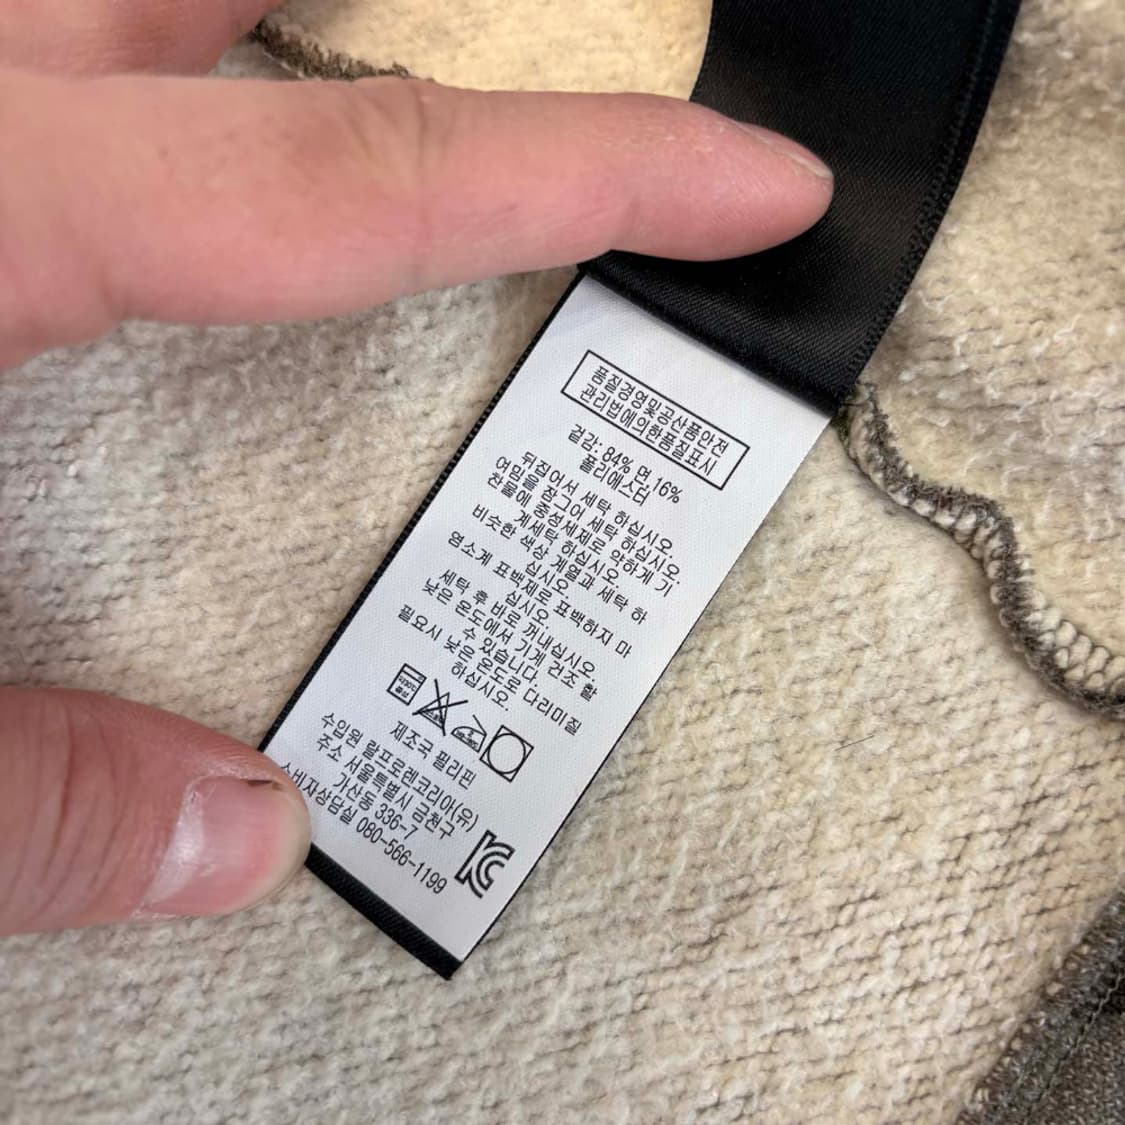 품질경영및공산품안전
관리법에의한품질표시
겉감: 84% 면,16%
폴리에스터
뒤집어서 세탁 하십시오.
여밈을 잠그어 세탁 하십시오.
찬물에 중성세제로 약하게 기
계세탁 하십시오.
비슷한 색상 계열과 세탁 하
십시오.
염소계 표백제로 표백하지 마
십시오.
세탁 후 바로 꺼내십시오.
낮은 온도에서 기계 건조 할
수 있습니다.
필요시 낮은 온도로 다리미질
하십시오.
제조국 필리핀
수입원 랄프로렌코리아(유)
주소 서울특별시 금천구
가산동 336-7
소비자상담실 080-566-1199